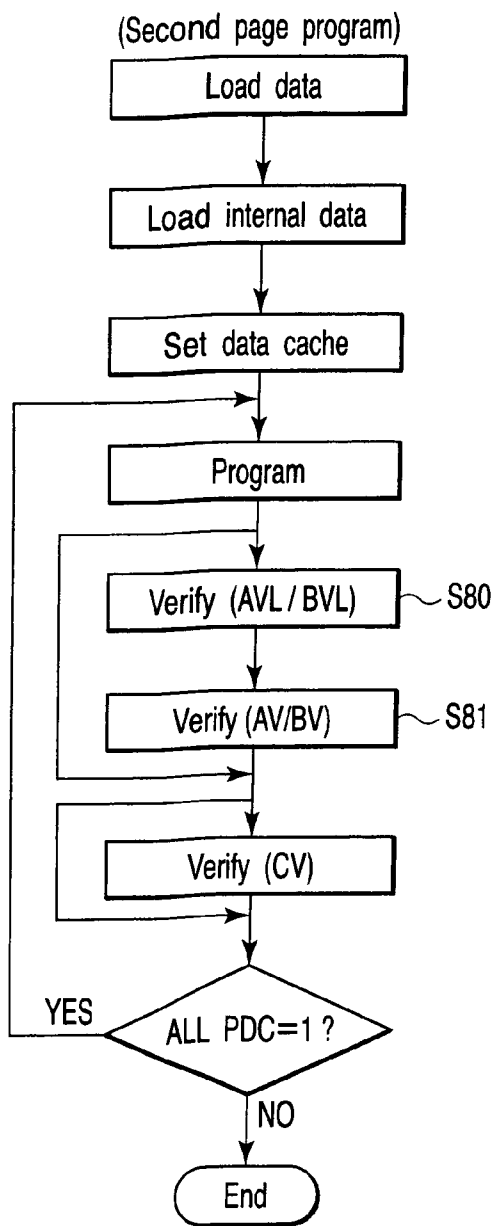 (Second page program)
Load data
Load internal data
Set data cache
Program
Verify (AVL / BVL)
S80
Verify (AV/BV)
S81
Verify (CV)
YES
ALL PDC=1 ?
NO
End